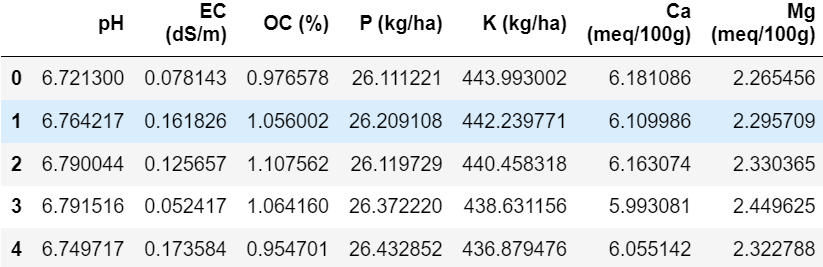 pH EC (dS/m) OC (%) P (kg/ha) K (kg/ha) Ca (meq/100g) Mg (meq/100g)
0 6.721300 0.078143 0.976578 26.111221 443.993002 6.181086 2.265456
1 6.764217 0.161826 1.056002 26.209108 442.239771 6.109986 2.295709
2 6.790044 0.125657 1.107562 26.119729 440.458318 6.163074 2.330365
3 6.791516 0.052417 1.064160 26.372220 438.631156 5.993081 2.449625
4 6.749717 0.173584 0.954701 26.432852 436.879476 6.055142 2.322788